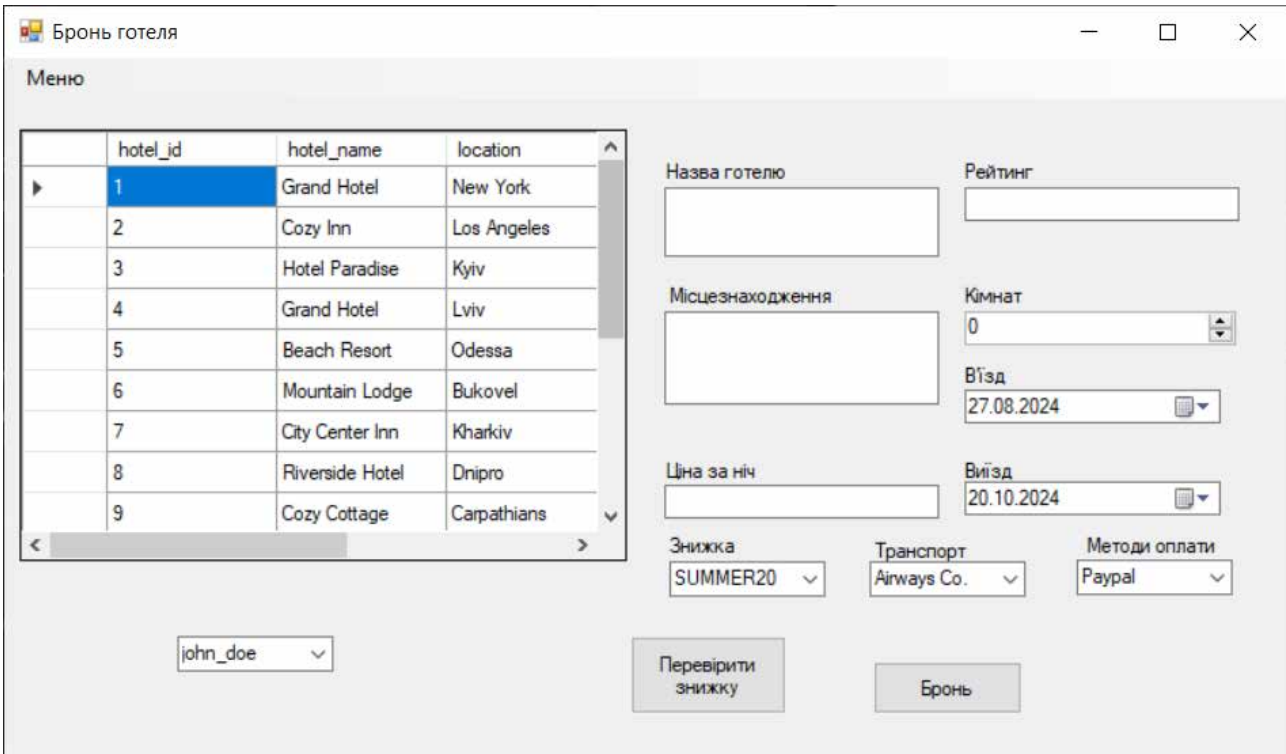 Бронь готеля
Меню
hotel_id hotel_name location
1 Grand Hotel New York
2 Cozy Inn Los Angeles
3 Hotel Paradise Kyiv
4 Grand Hotel Lviv
5 Beach Resort Odessa
6 Mountain Lodge Bukovel
7 City Center Inn Kharkiv
8 Riverside Hotel Dnipro
9 Cozy Cottage Carpathians
Назва готелю
Рейтинг
Місцезнаходження
Кімнат
0
В'їзд
27.08.2024
Ціна за ніч
Виїзд
20.10.2024
Знижка
SUMMER20
Транспорт
Airways Co.
Методи оплати
Paypal
john_doe
Перевірити
знижку
Бронь